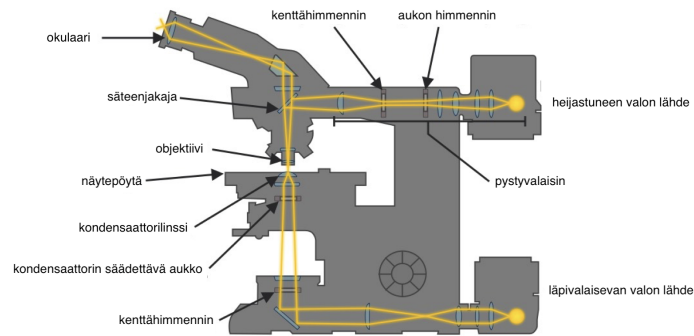 kenttähimmennin
aukon himmennin
okulaari
säteenjakaja
heijastuneen valon lähde
objektiivi
näytepöytä
pystyvalaisin
kondensaattorilinssi
kondensaattorin säädettävä aukko
läpivalaisevan valon lähde
kenttähimmennin